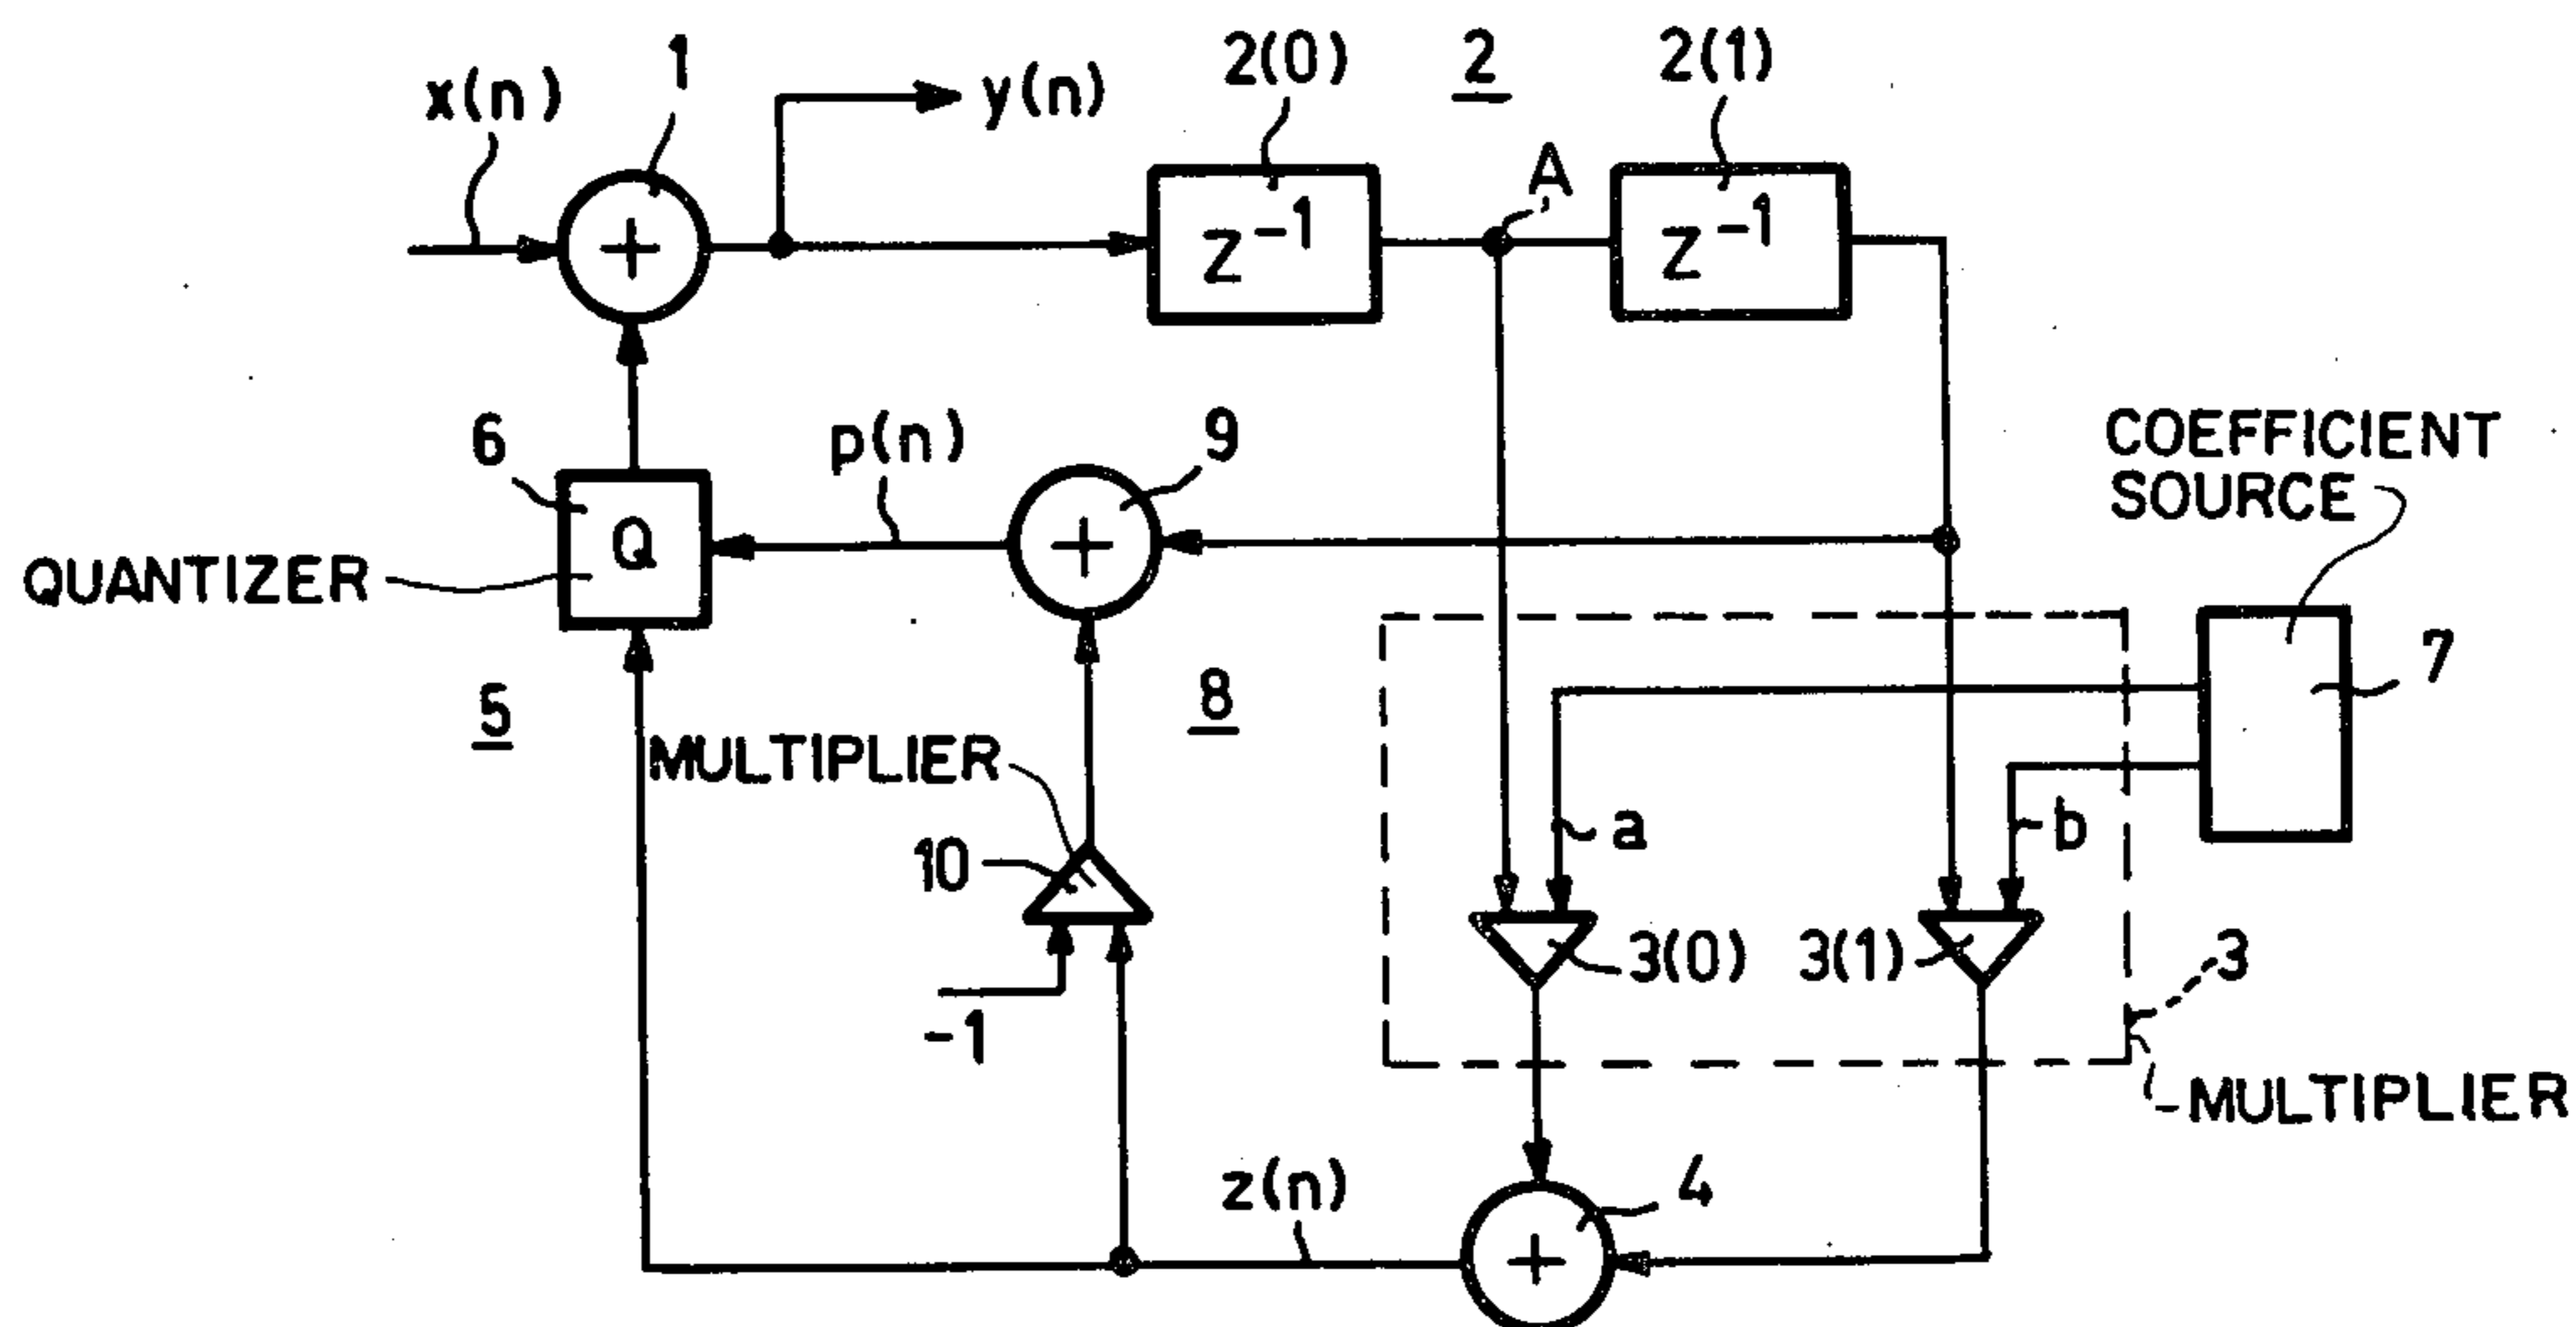 x(n)
1
y(n)
2(0)
2
2(1)
+
z⁻¹
A
z⁻¹
6
p(n)
9
COEFFICIENT
SOURCE
Q
+
QUANTIZER
7
5
8
MULTIPLIER
a
b
10
3(0)
3(1)
3
-1
MULTIPLIER
z(n)
4
+